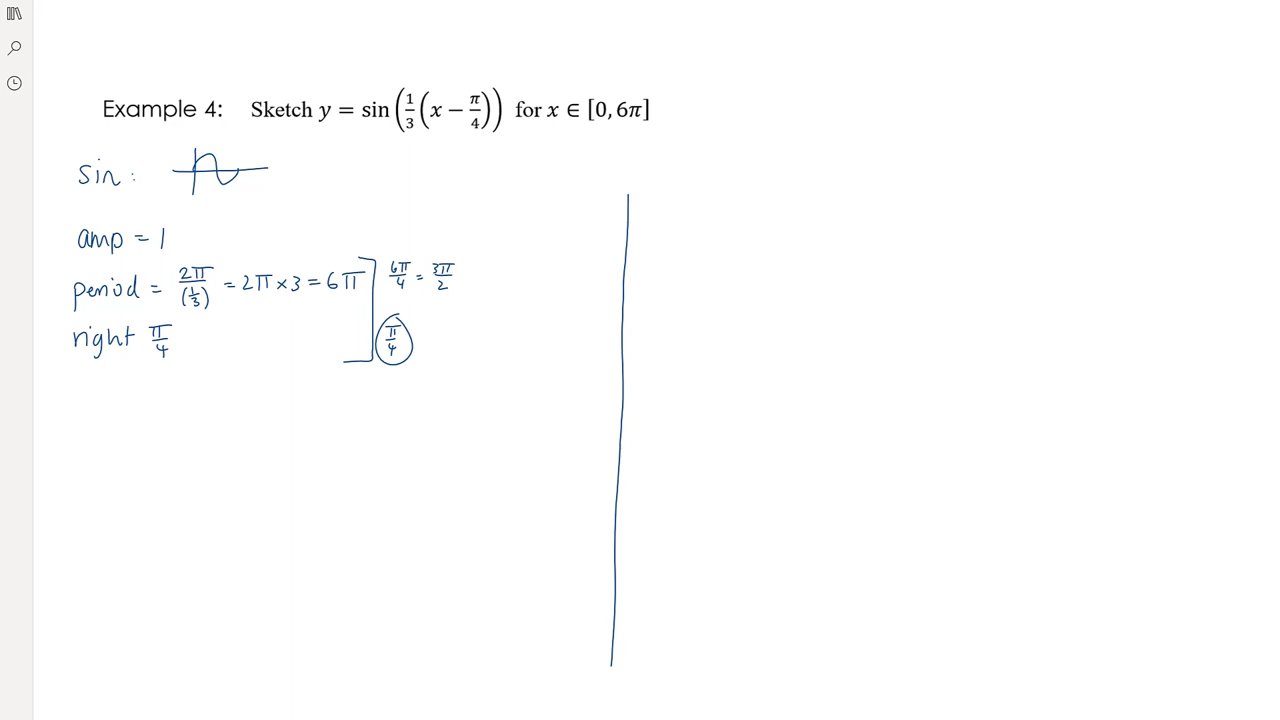 Example 4: Sketch y = sin(1/3(x − π/4)) for x ∈ [0, 6π]
sin :
amp = 1
period = 2π/(1/3) = 2π × 3 = 6π 6π/4 = 3π/2
right π/4 π/4